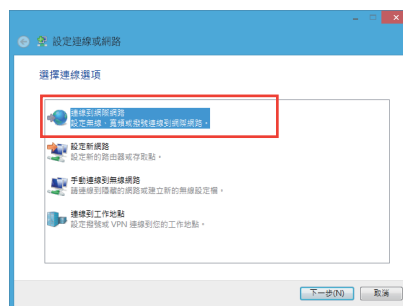 設定連線或網路
選擇連線選項
連線到網際網路
設定無線、寬頻或撥號連線到網際網路。
設定新網路
設定新的路由器或存取點。
手動連線到無線網路
請連線到隱藏的網路或建立新的無線設定檔。
連線到工作地點
設定撥號或 VPN 連線到您的工作地點。
下一步(N)
取消